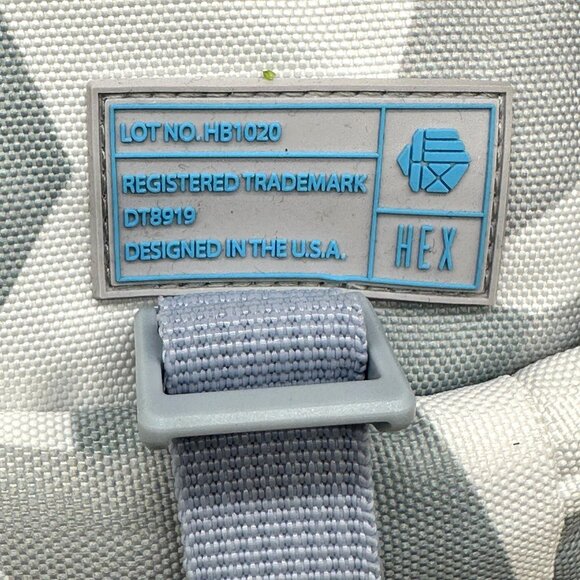 LOT NO. HB1020
REGISTERED TRADEMARK
DT8919
DESIGNED IN THE U.S.A.
HEX